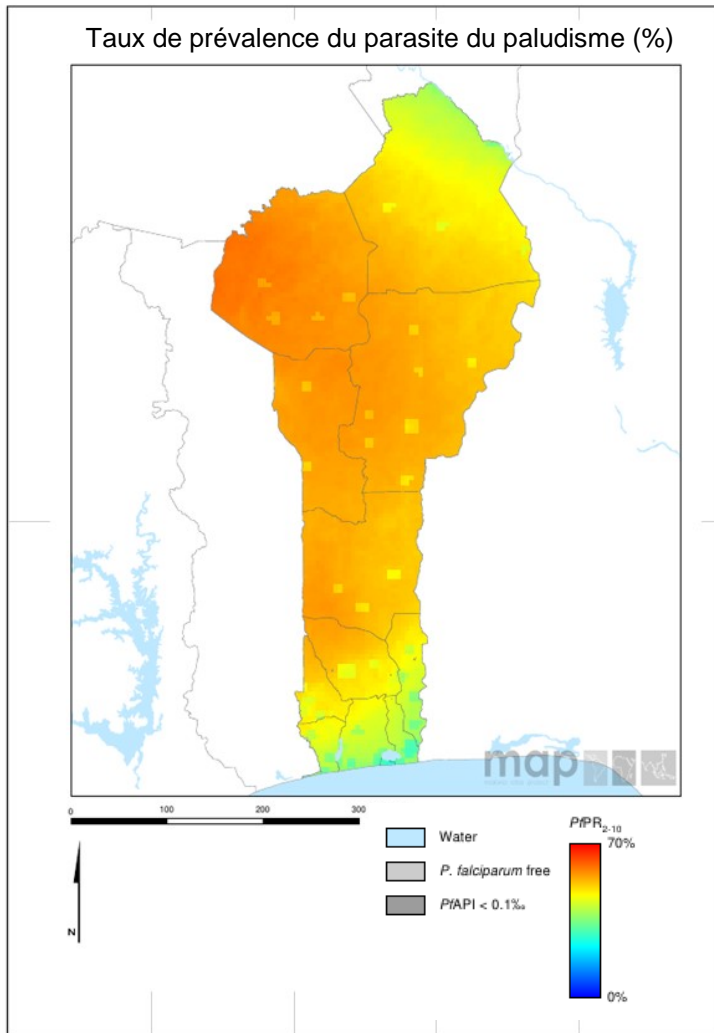 Taux de prévalence du parasite du paludisme (%)
map
0 100 200 300
N
Water
P. falciparum free
PfAPI < 0.1‰
PfPR2-10
70%
0%